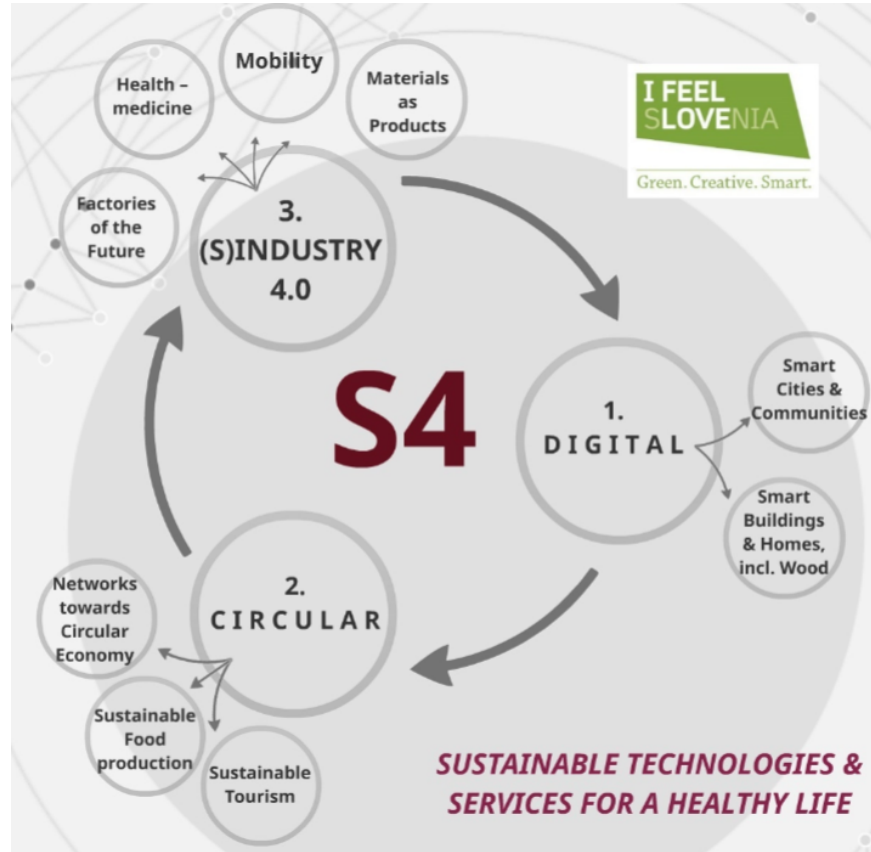 Mobility
Health –
medicine
Materials
as
Products
I FEEL
SLOVENIA
Green. Creative. Smart.
Factories
of the
Future
3.
(S)INDUSTRY
4.0
S4
1.
DIGITAL
Smart
Cities &
Communities
Smart
Buildings
& Homes,
incl. Wood
2.
CIRCULAR
Networks
towards
Circular
Economy
Sustainable
Food
production
Sustainable
Tourism
SUSTAINABLE TECHNOLOGIES &
SERVICES FOR A HEALTHY LIFE